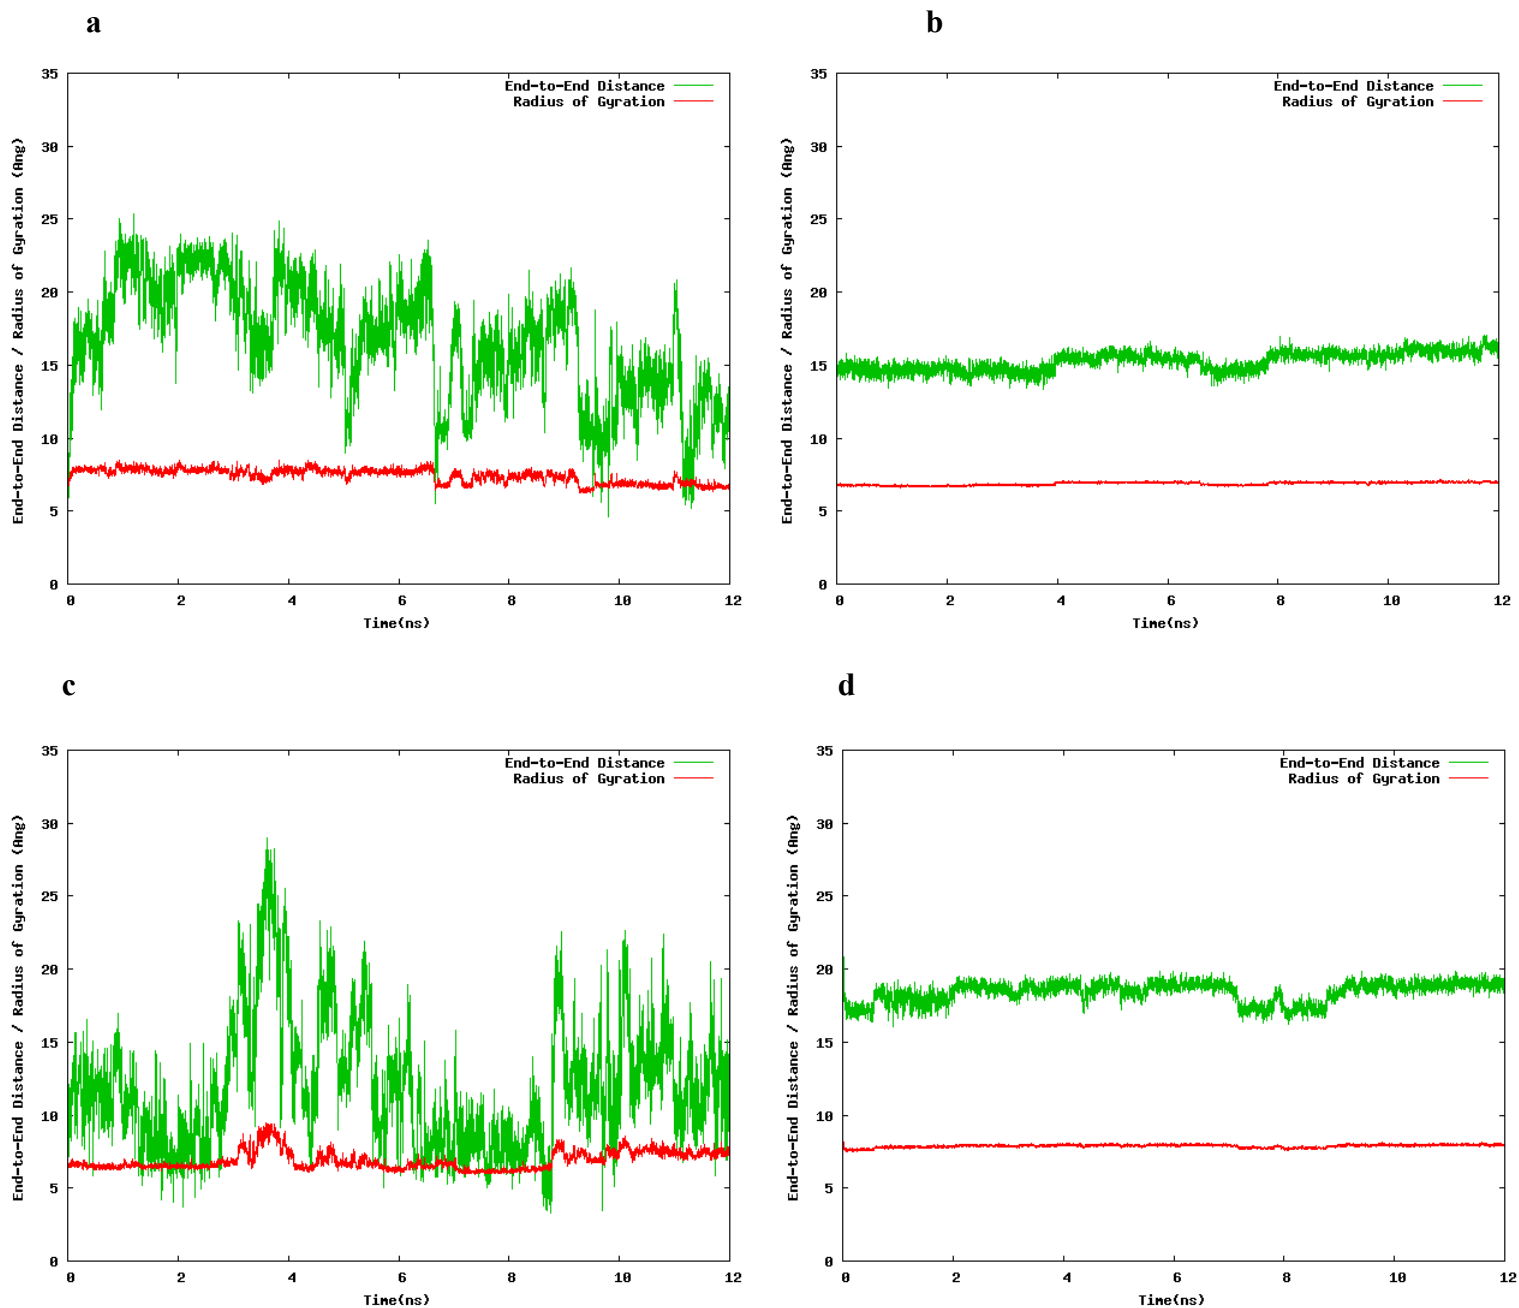 a
b
35
30
25
20
15
10
5
0
End-to-End Distance / Radius of Gyration (Ang)
End-to-End Distance
Radius of Gyration
0 2 4 6 8 10 12
Time(ns)
35
30
25
20
15
10
5
0
End-to-End Distance / Radius of Gyration (Ang)
End-to-End Distance
Radius of Gyration
0 2 4 6 8 10 12
Time(ns)
c
d
35
30
25
20
15
10
5
0
End-to-End Distance / Radius of Gyration (Ang)
End-to-End Distance
Radius of Gyration
0 2 4 6 8 10 12
Time(ns)
35
30
25
20
15
10
5
0
End-to-End Distance / Radius of Gyration (Ang)
End-to-End Distance
Radius of Gyration
0 2 4 6 8 10 12
Time(ns)